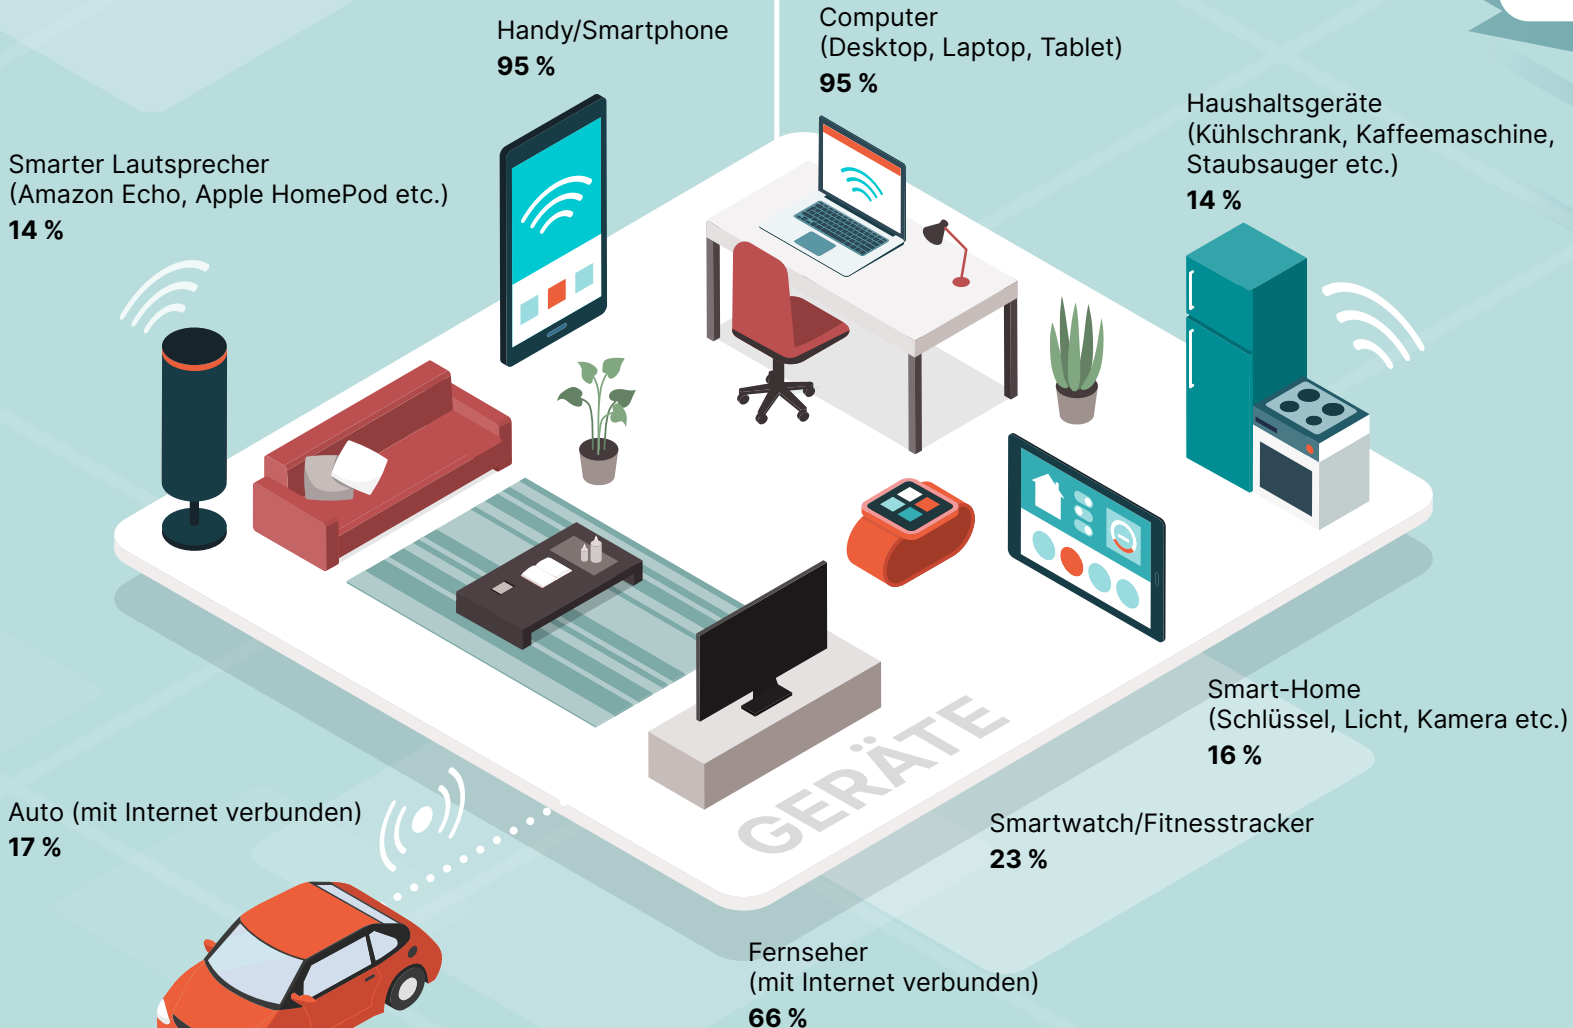 Handy/Smartphone
95 %
Computer
(Desktop, Laptop, Tablet)
95 %
Haushaltsgeräte
(Kühlschrank, Kaffeemaschine,
Staubsauger etc.)
14 %
Smarter Lautsprecher
(Amazon Echo, Apple HomePod etc.)
14 %
GERÄTE
Smart-Home
(Schlüssel, Licht, Kamera etc.)
16 %
Auto (mit Internet verbunden)
17 %
Smartwatch/Fitnesstracker
23 %
Fernseher
(mit Internet verbunden)
66 %